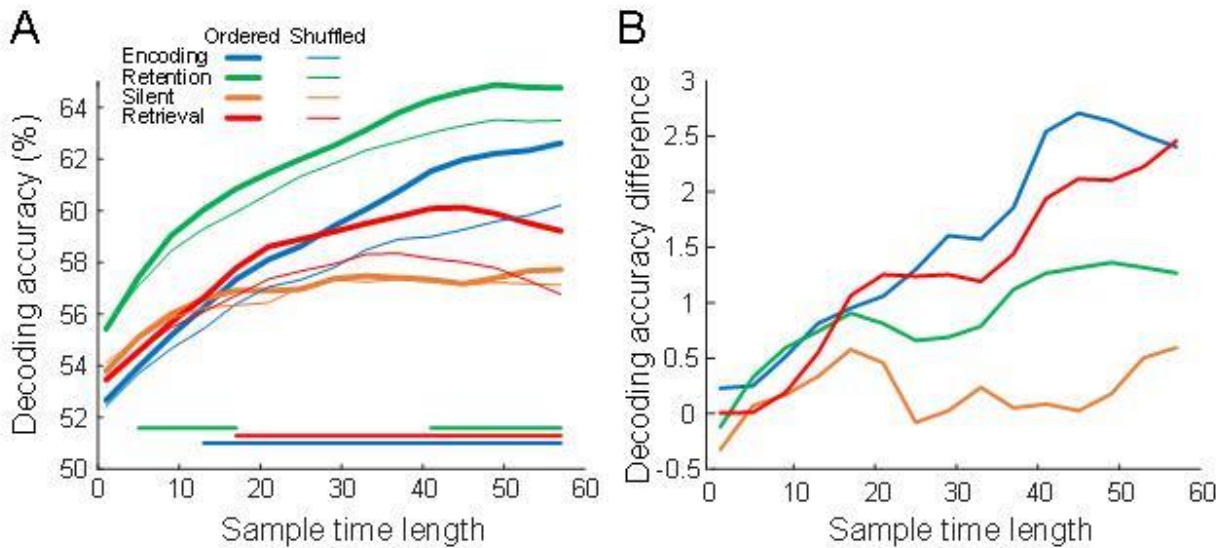 A
Ordered Shuffled
Encoding
Retention
Silent
Retrieval
Decoding accuracy (%)
64
62
60
58
56
54
52
50
0 10 20 30 40 50 60
Sample time length
B
Decoding accuracy difference
3
2.5
2
1.5
1
0.5
0
-0.5
0 10 20 30 40 50 60
Sample time length